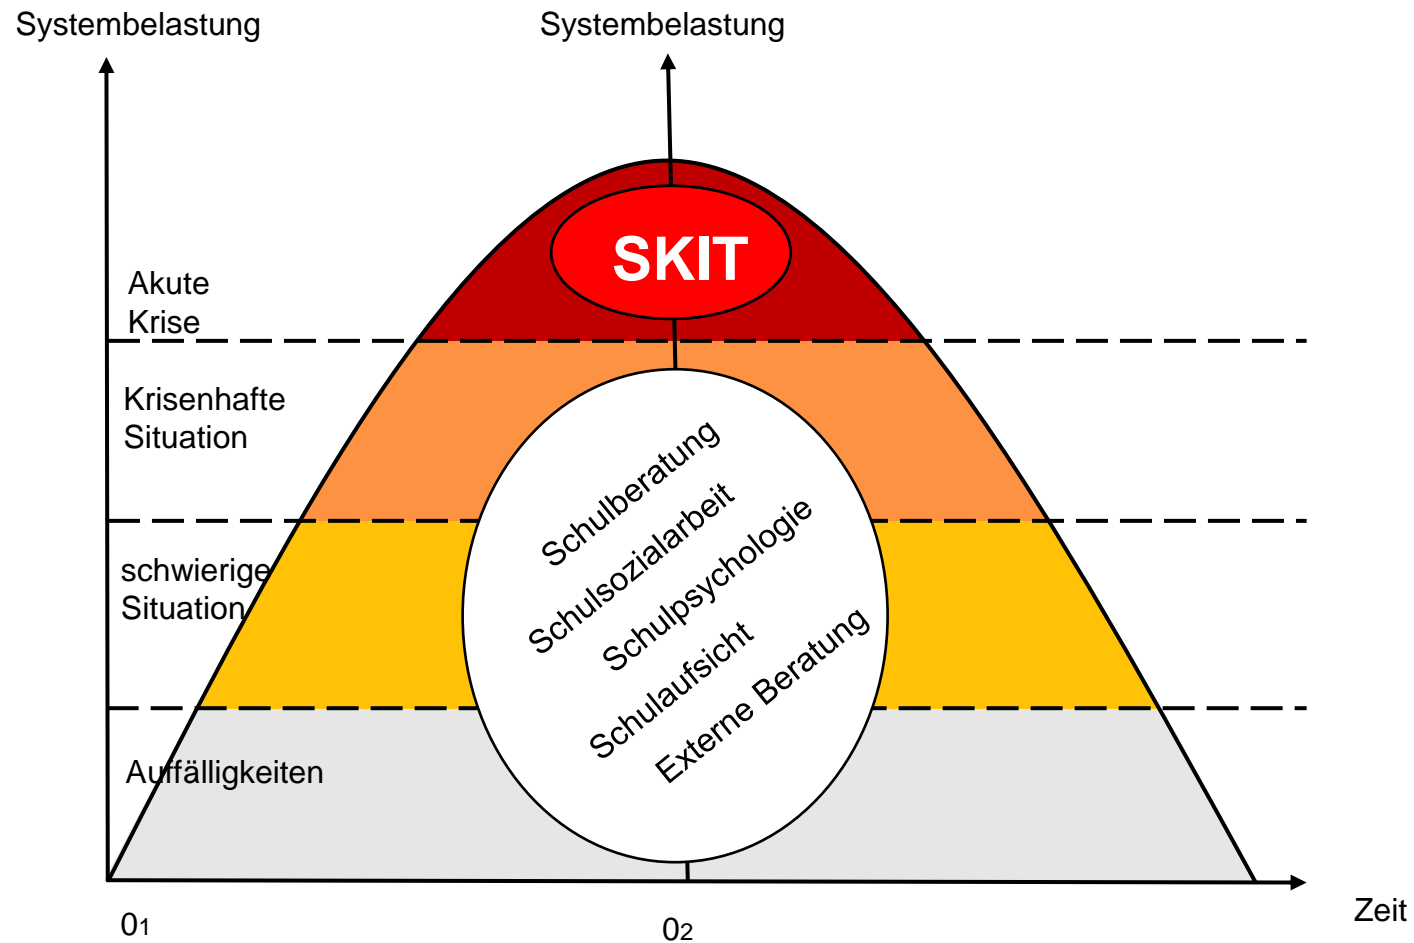 Systembelastung
Systembelastung
SKIT
Akute
Krise
Krisenhafte
Situation
schwierige
Situation
Auffälligkeiten
Schulberatung
Schulsozialarbeit
Schulpsychologie
Schulaufsicht
Externe Beratung
01
02
Zeit